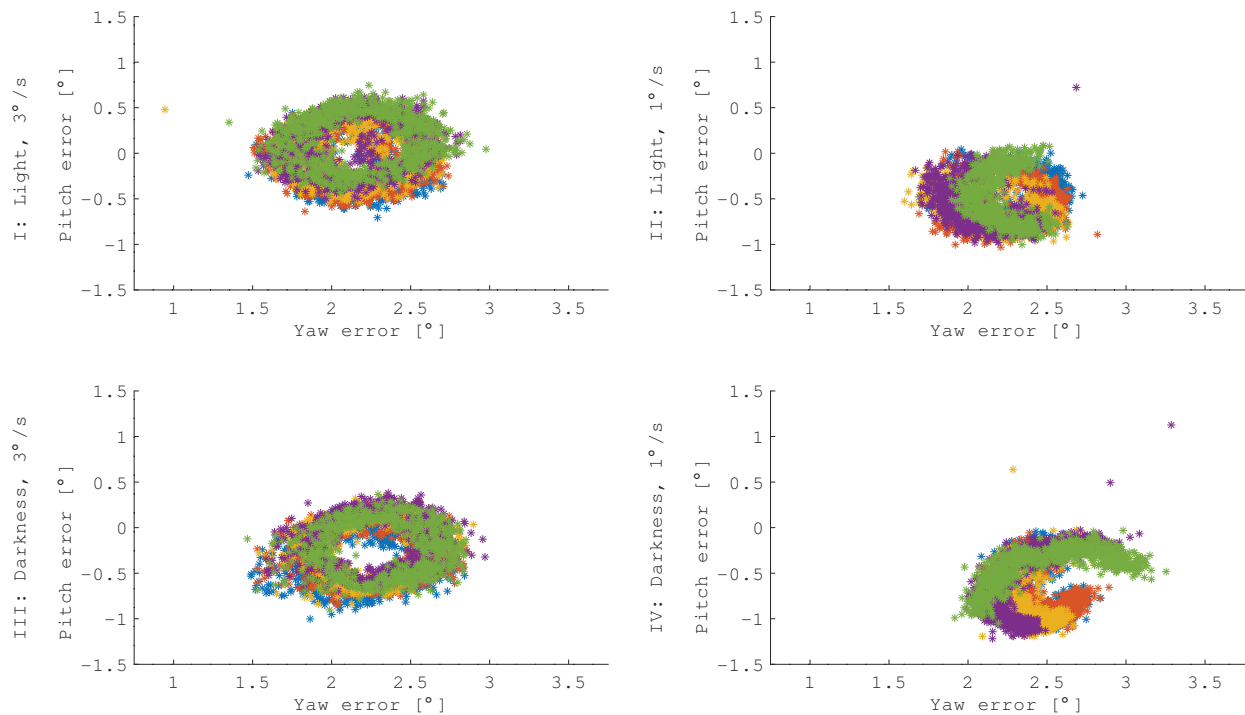 I: Light, 3°/s
Pitch error [°]
1.5
1
0.5
0
−0.5
−1
−1.5
1 1.5 2 2.5 3 3.5
Yaw error [°]
II: Light, 1°/s
Pitch error [°]
1.5
1
0.5
0
−0.5
−1
−1.5
1 1.5 2 2.5 3 3.5
Yaw error [°]
III: Darkness, 3°/s
Pitch error [°]
1.5
1
0.5
0
−0.5
−1
−1.5
1 1.5 2 2.5 3 3.5
Yaw error [°]
IV: Darkness, 1°/s
Pitch error [°]
1.5
1
0.5
0
−0.5
−1
−1.5
1 1.5 2 2.5 3 3.5
Yaw error [°]